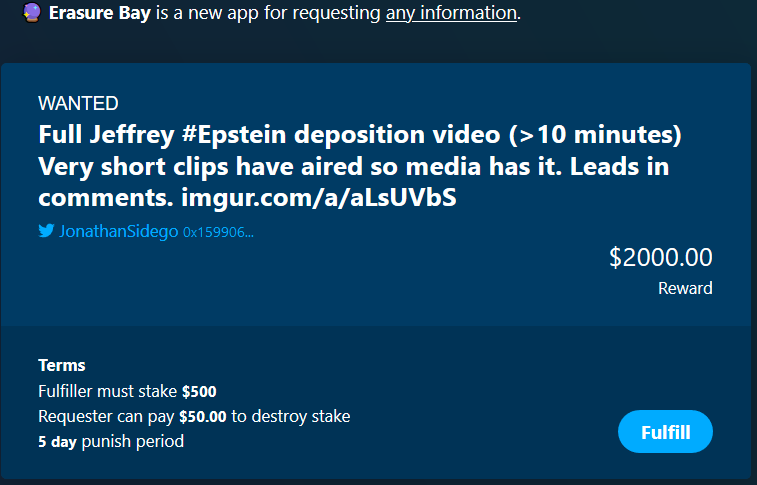 Erasure Bay is a new app for requesting any information.
WANTED
Full Jeffrey #Epstein deposition video (>10 minutes)
Very short clips have aired so media has it. Leads in
comments. imgur.com/a/aLsUVbS
JonathanSidego 0x159906...
$2000.00
Reward
Terms
Fulfiller must stake $500
Requester can pay $50.00 to destroy stake
5 day punish period
Fulfill